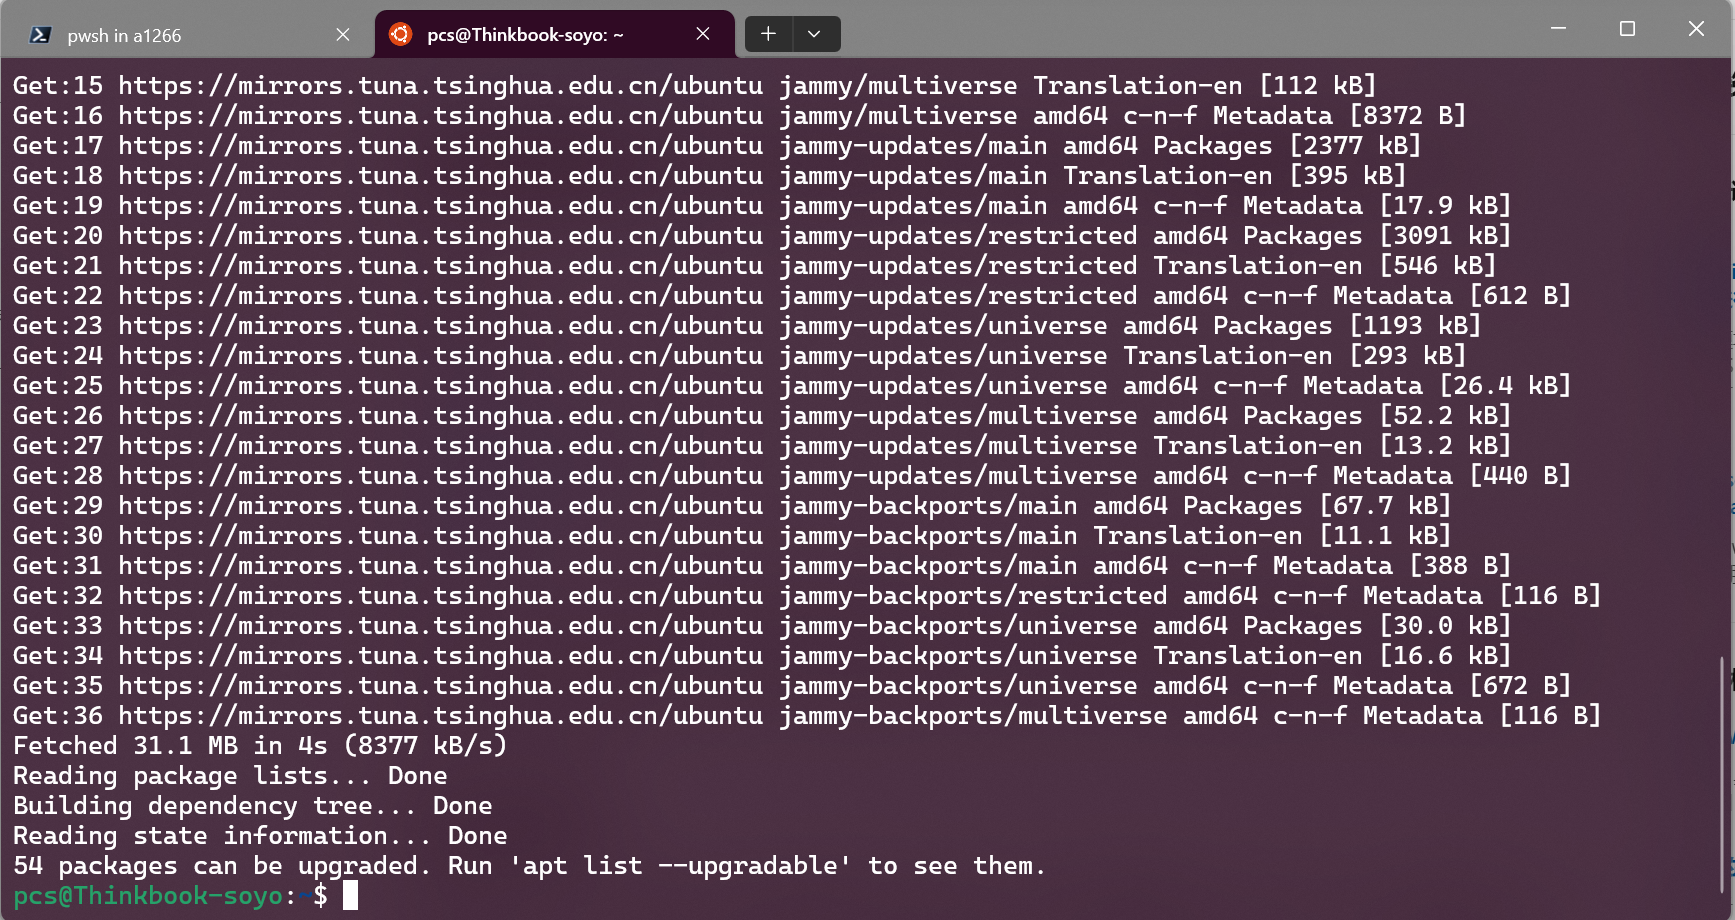 pwsh in a1266
pcs@Thinkbook-soyo: ~
Get:15 https://mirrors.tuna.tsinghua.edu.cn/ubuntu jammy/multiverse Translation-en [112 kB]
Get:16 https://mirrors.tuna.tsinghua.edu.cn/ubuntu jammy/multiverse amd64 c-n-f Metadata [8372 B]
Get:17 https://mirrors.tuna.tsinghua.edu.cn/ubuntu jammy-updates/main amd64 Packages [2377 kB]
Get:18 https://mirrors.tuna.tsinghua.edu.cn/ubuntu jammy-updates/main Translation-en [395 kB]
Get:19 https://mirrors.tuna.tsinghua.edu.cn/ubuntu jammy-updates/main amd64 c-n-f Metadata [17.9 kB]
Get:20 https://mirrors.tuna.tsinghua.edu.cn/ubuntu jammy-updates/restricted amd64 Packages [3091 kB]
Get:21 https://mirrors.tuna.tsinghua.edu.cn/ubuntu jammy-updates/restricted Translation-en [546 kB]
Get:22 https://mirrors.tuna.tsinghua.edu.cn/ubuntu jammy-updates/restricted amd64 c-n-f Metadata [612 B]
Get:23 https://mirrors.tuna.tsinghua.edu.cn/ubuntu jammy-updates/universe amd64 Packages [1193 kB]
Get:24 https://mirrors.tuna.tsinghua.edu.cn/ubuntu jammy-updates/universe Translation-en [293 kB]
Get:25 https://mirrors.tuna.tsinghua.edu.cn/ubuntu jammy-updates/universe amd64 c-n-f Metadata [26.4 kB]
Get:26 https://mirrors.tuna.tsinghua.edu.cn/ubuntu jammy-updates/multiverse amd64 Packages [52.2 kB]
Get:27 https://mirrors.tuna.tsinghua.edu.cn/ubuntu jammy-updates/multiverse Translation-en [13.2 kB]
Get:28 https://mirrors.tuna.tsinghua.edu.cn/ubuntu jammy-updates/multiverse amd64 c-n-f Metadata [440 B]
Get:29 https://mirrors.tuna.tsinghua.edu.cn/ubuntu jammy-backports/main amd64 Packages [67.7 kB]
Get:30 https://mirrors.tuna.tsinghua.edu.cn/ubuntu jammy-backports/main Translation-en [11.1 kB]
Get:31 https://mirrors.tuna.tsinghua.edu.cn/ubuntu jammy-backports/main amd64 c-n-f Metadata [388 B]
Get:32 https://mirrors.tuna.tsinghua.edu.cn/ubuntu jammy-backports/restricted amd64 c-n-f Metadata [116 B]
Get:33 https://mirrors.tuna.tsinghua.edu.cn/ubuntu jammy-backports/universe amd64 Packages [30.0 kB]
Get:34 https://mirrors.tuna.tsinghua.edu.cn/ubuntu jammy-backports/universe Translation-en [16.6 kB]
Get:35 https://mirrors.tuna.tsinghua.edu.cn/ubuntu jammy-backports/universe amd64 c-n-f Metadata [672 B]
Get:36 https://mirrors.tuna.tsinghua.edu.cn/ubuntu jammy-backports/multiverse amd64 c-n-f Metadata [116 B]
Fetched 31.1 MB in 4s (8377 kB/s)
Reading package lists... Done
Building dependency tree... Done
Reading state information... Done
54 packages can be upgraded. Run 'apt list --upgradable' to see them.
pcs@Thinkbook-soyo:~$